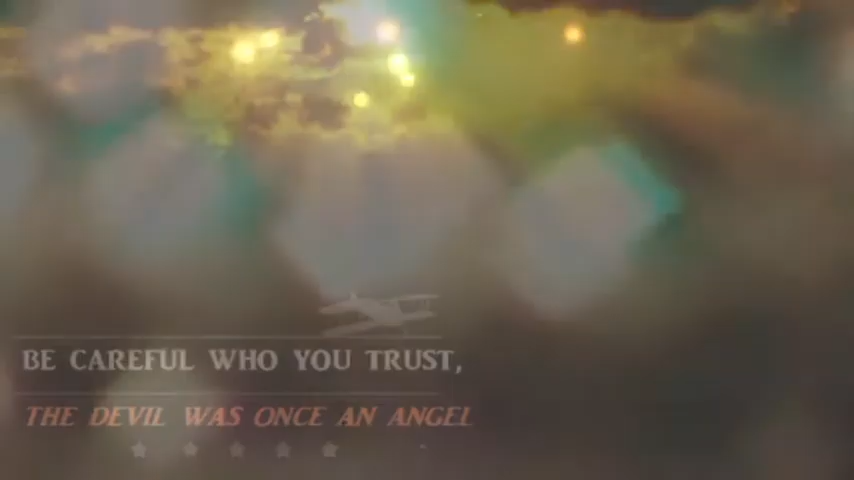 BE CAREFUL WHO YOU TRUST,
THE DEVIL WAS ONCE AN ANGEL